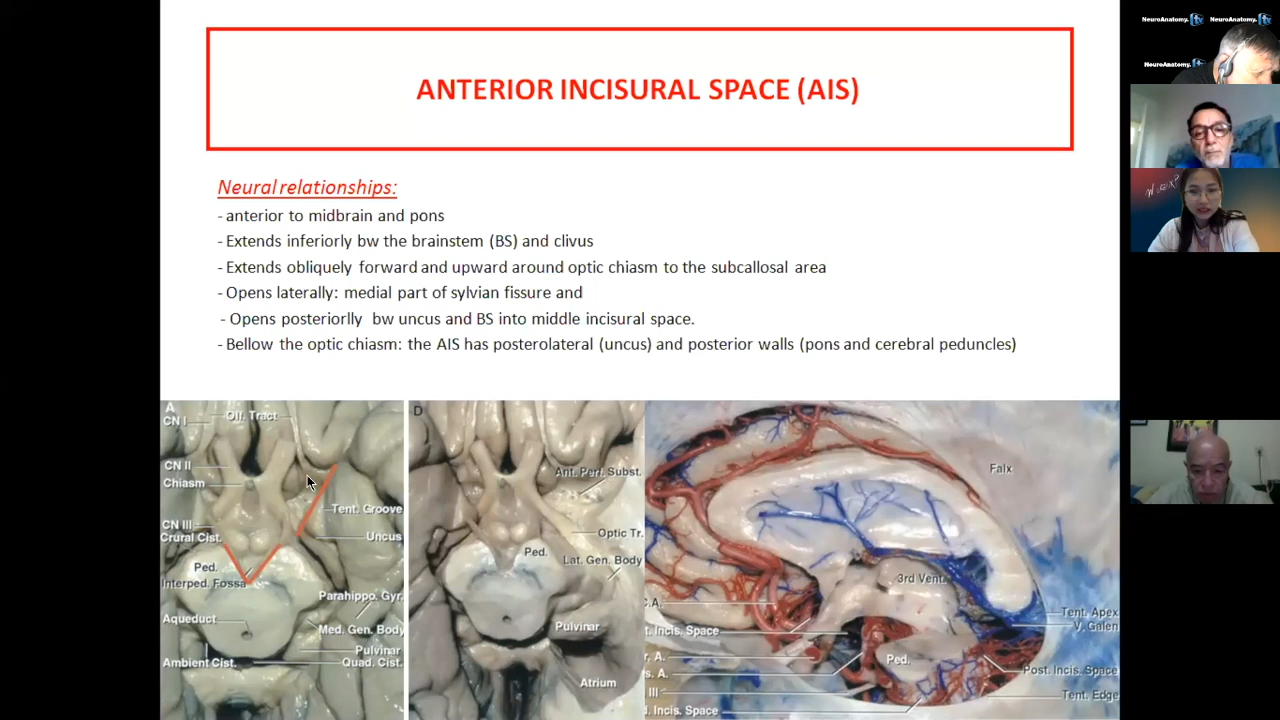 ANTERIOR INCISURAL SPACE (AIS)
Neural relationships:
- anterior to midbrain and pons
- Extends inferiorly bw the brainstem (BS) and clivus
- Extends obliquely forward and upward around optic chiasm to the subcallosal area
- Opens laterally: medial part of sylvian fissure and
- Opens posteriorlly bw uncus and BS into middle incisural space.
- Bellow the optic chiasm: the AIS has posterolateral (uncus) and posterior walls (pons and cerebral peduncles)
A
Olf. Tract
CN I
CN II
Chiasm
Tent. Groove
CN III
Crural Cist.
Uncus
Ped.
Interped. Fossa
Parahippo. Gyr.
Aqueduct
Med. Gen. Body
Pulvinar
Ambient Cist.
Quad. Cist.
D
Ant. Perf. Subst.
Optic Tr.
Ped.
Lat. Gen. Body
Pulvinar
Atrium
Falx
3rd Vent.
C.A.
Tent. Apex
V. Galen
t. Incis. Space
r. A.
Ped.
Post. Incis. Space
s. A.
III
Tent. Edge
d. Incis. Space
NeuroAnatomy. tv
NeuroAnatomy. tv
NeuroAnatomy.